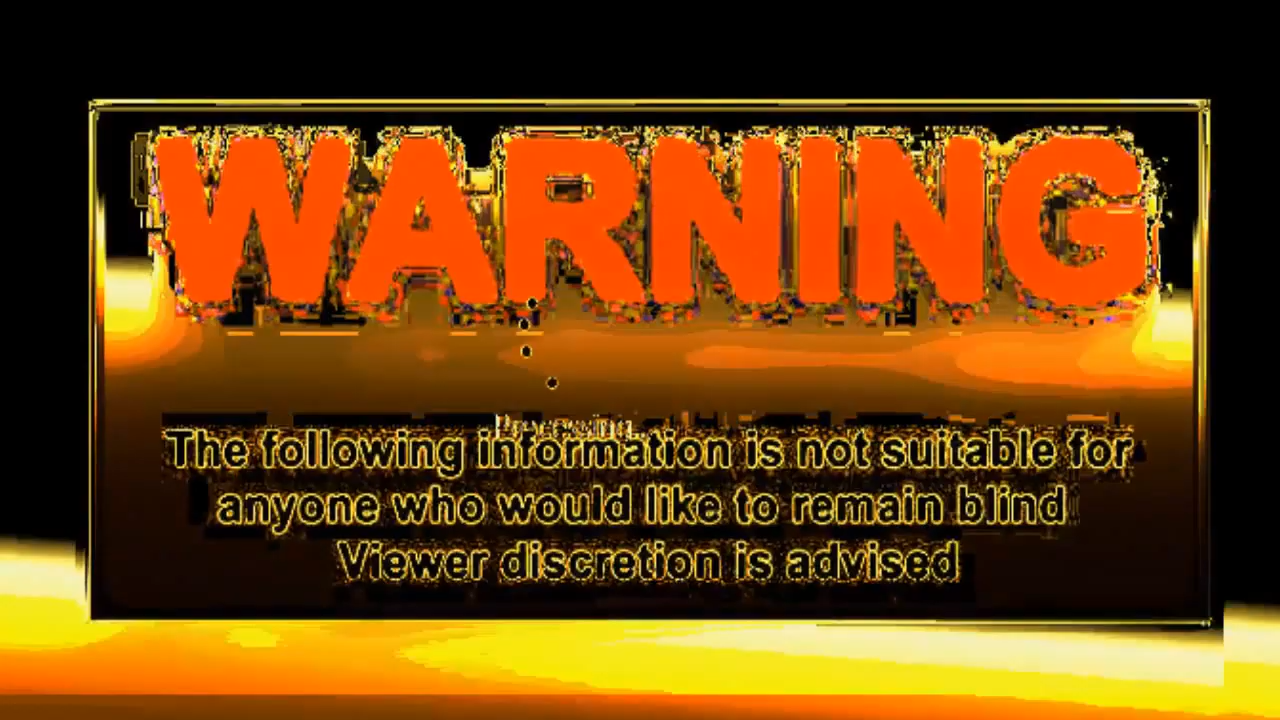 WARNING
Processing...
The following information is not suitable for
anyone who would like to remain blind
Viewer discretion is advised